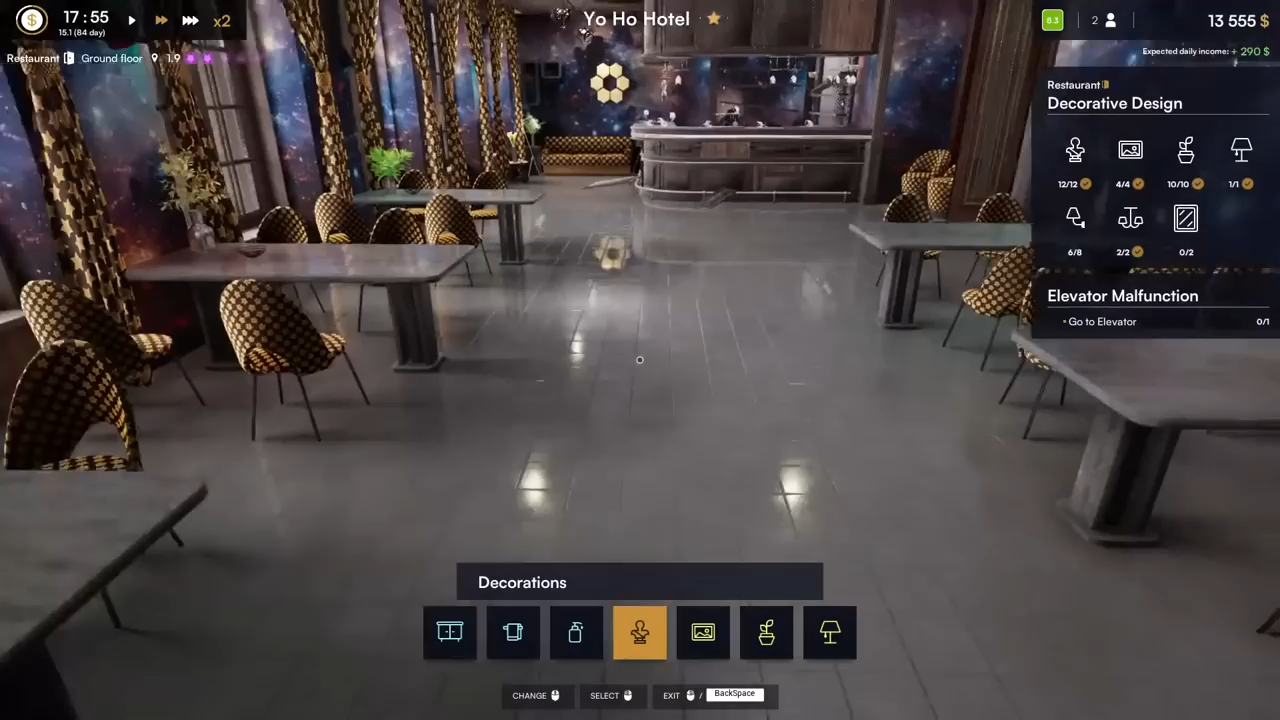 17:55
x2
15.1 (84 day)
Yo Ho Hotel
8.3
2
13 555 $
Restaurant
Ground floor
1.9
Expected daily income: + 290 $
Restaurant
Decorative Design
12/12
4/4
10/10
1/1
6/8
2/2
0/2
Elevator Malfunction
Go to Elevator
0/1
Decorations
CHANGE
SELECT
EXIT
/
BackSpace